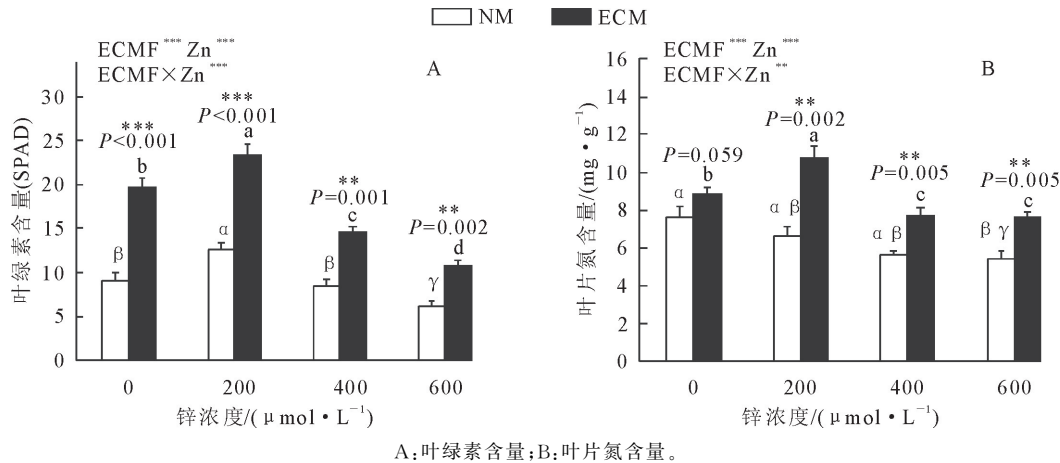 NM ECM
ECMF *** Zn ***
ECMF×Zn ***
A
叶绿素含量(SPAD)
30
25
20
15
10
5
0
***
P<0.001
b
β
***
P<0.001
a
α
**
P=0.001
c
β
**
P=0.002
d
γ
0 200 400 600
锌浓度/(μmol·L⁻¹)
ECMF *** Zn ***
ECMF×Zn **
B
叶片氮含量/(mg·g⁻¹)
16
14
12
10
8
6
4
2
0
P=0.059
b
α
**
P=0.002
a
α β
**
P=0.005
c
α β
**
P=0.005
c
β γ
0 200 400 600
锌浓度/(μmol·L⁻¹)
A:叶绿素含量;B:叶片氮含量。